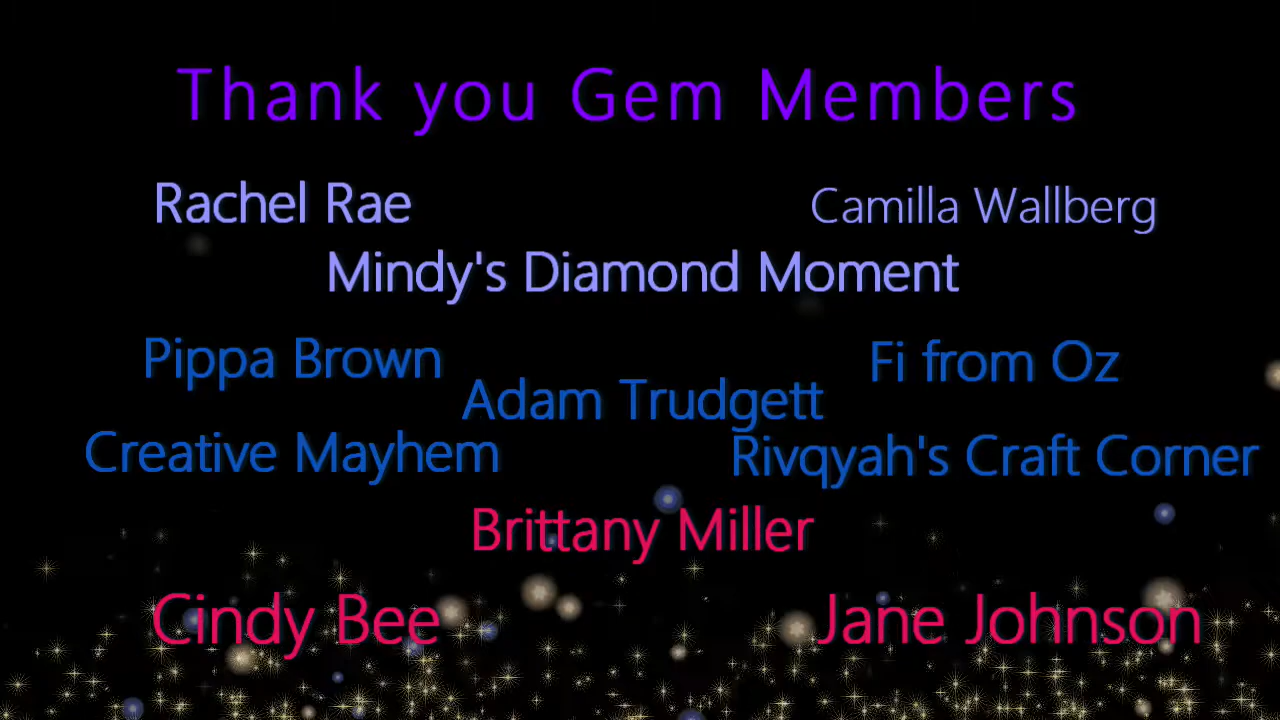 Thank you Gem Members
Rachel Rae
Camilla Wallberg
Mindy's Diamond Moment
Pippa Brown
Fi from Oz
Adam Trudgett
Creative Mayhem
Rivqyah's Craft Corner
Brittany Miller
Cindy Bee
Jane Johnson